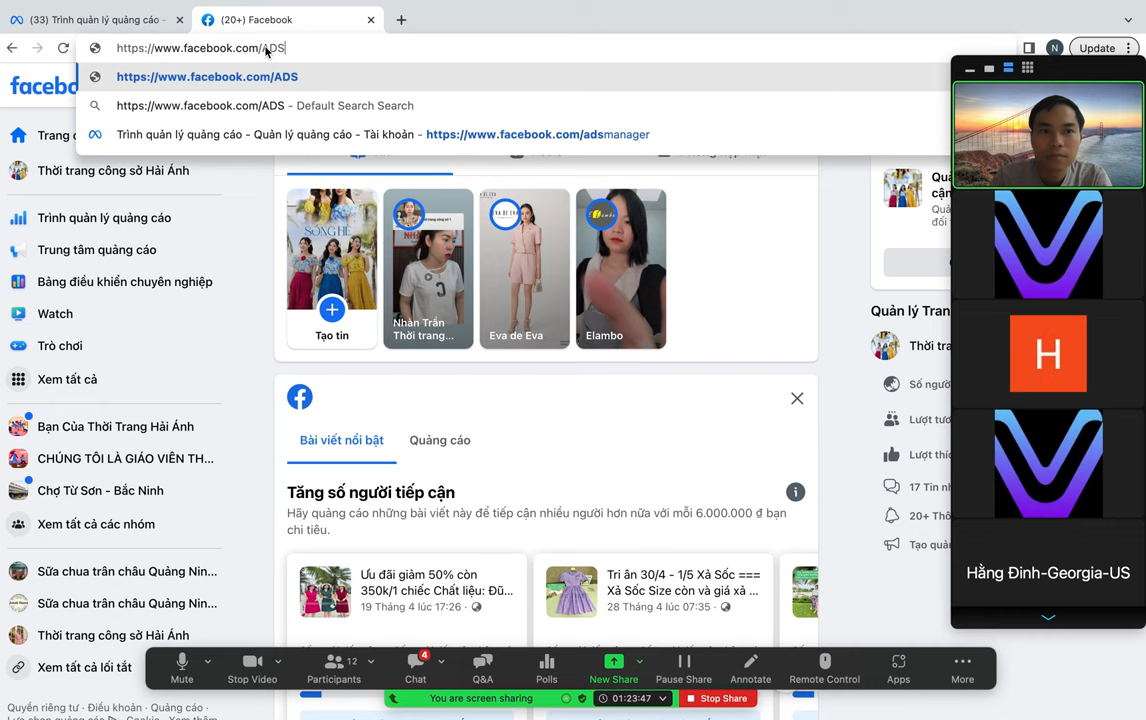 (33) Trình quản lý quảng cáo -
(20+) Facebook
https://www.facebook.com/ADS
N
Update
https://www.facebook.com/ADS
https://www.facebook.com/ADS - Default Search Search
Trình quản lý quảng cáo - Quản lý quảng cáo - Tài khoản - https://www.facebook.com/adsmanager
Thời trang công sở Hải Ánh
Trình quản lý quảng cáo
Trung tâm quảng cáo
Bảng điều khiển chuyên nghiệp
Watch
Trò chơi
Xem tất cả
Bạn Của Thời Trang Hải Ánh
CHÚNG TÔI LÀ GIÁO VIÊN TH...
Chợ Từ Sơn - Bắc Ninh
Xem tất cả các nhóm
Sữa chua trân châu Quảng Nin...
Sữa chua trân châu Quảng Nin...
Thời trang công sở Hải Ánh
Xem tất cả lối tắt
Quyền riêng tư · Điều khoản · Quảng cáo ·
SONG HÈ
Tạo tin
Nhàn Trần
Thời trang...
EVA DE EVA
Eva de Eva
Elambo
Elambo
Bài viết nổi bật
Quảng cáo
Tăng số người tiếp cận
Hãy quảng cáo những bài viết này để tiếp cận nhiều người hơn nữa với mỗi 6.000.000 ₫ bạn
chi tiêu.
Ưu đãi giảm 50% còn
350k/1 chiếc Chất liệu: Đũ...
19 Tháng 4 lúc 17:26 ·
Tri ân 30/4 - 1/5 Xả Sốc ===
Xả Sốc Size còn và giá xả ...
28 Tháng 4 lúc 07:35 ·
Quản lý Tran
Thời tra
Số ngườ
Lượt tươ
Lượt thíc
17 Tin nh
20+ Thô
Tạo quản
H
Hằng Đinh-Georgia-US
Mute
Stop Video
12
Participants
4
Chat
Q&A
Polls
New Share
Pause Share
Annotate
Remote Control
Apps
More
You are screen sharing
01:23:47
Stop Share